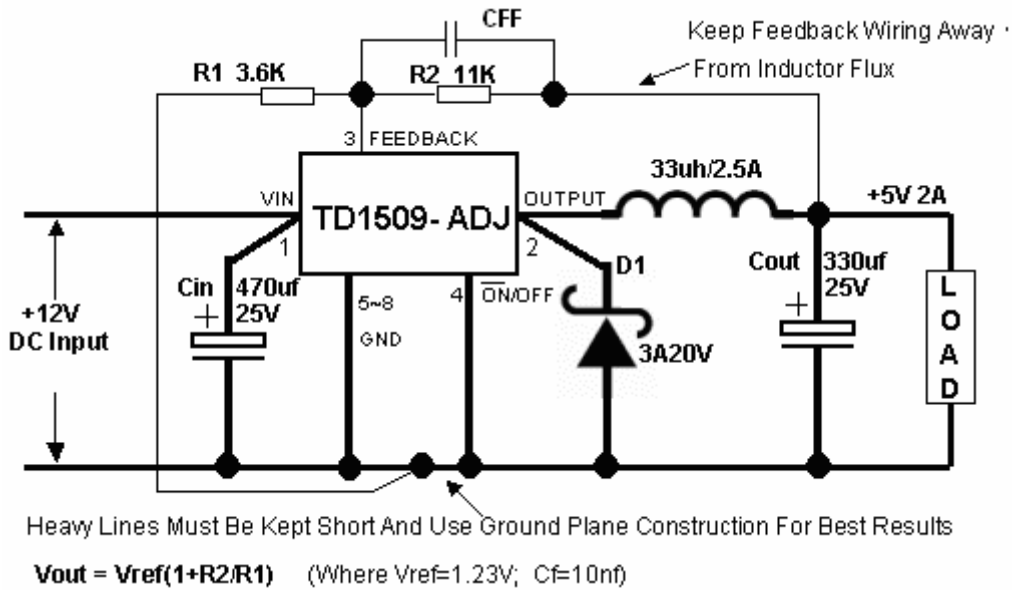 CFF
Keep Feedback Wiring Away
From Inductor Flux
R1 3.6K
R2 11K
3 FEEDBACK
33uh/2.5A
VIN
TD1509- ADJ
OUTPUT
+5V 2A
1
2
D1
Cin
+
470uf
25V
5~8
GND
4
ON/OFF
Cout
+
330uf
25V
LOAD
+12V
DC Input
3A20V
Heavy Lines Must Be Kept Short And Use Ground Plane Construction For Best Results
Vout = Vref(1+R2/R1) (Where Vref=1.23V; Cf=10nf)